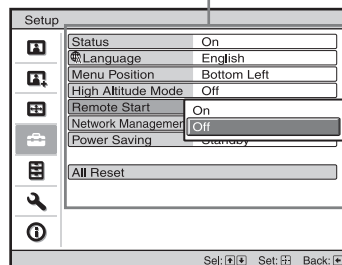 Setup
Status On
Language English
Menu Position Bottom Left
High Altitude Mode Off
Remote Start On
Off
Network Managemen
Power Saving Standby
All Reset
Sel: Set: Back: